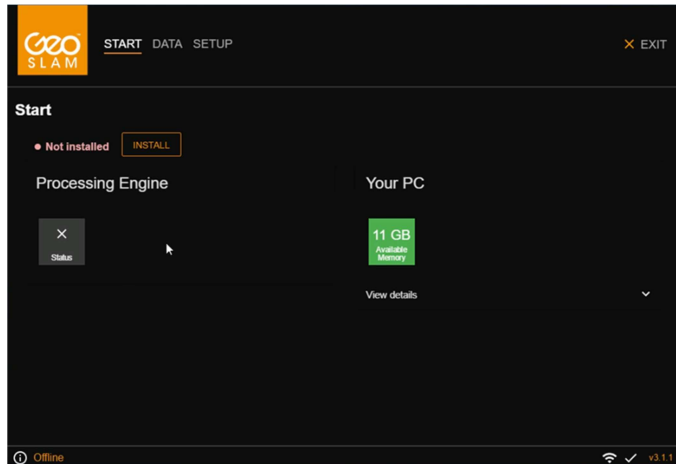 GEO
SLAM
START DATA SETUP
EXIT
Start
Not installed INSTALL
Processing Engine
Your PC
Status
11 GB
Available
Memory
View details
Offline
v3.1.1